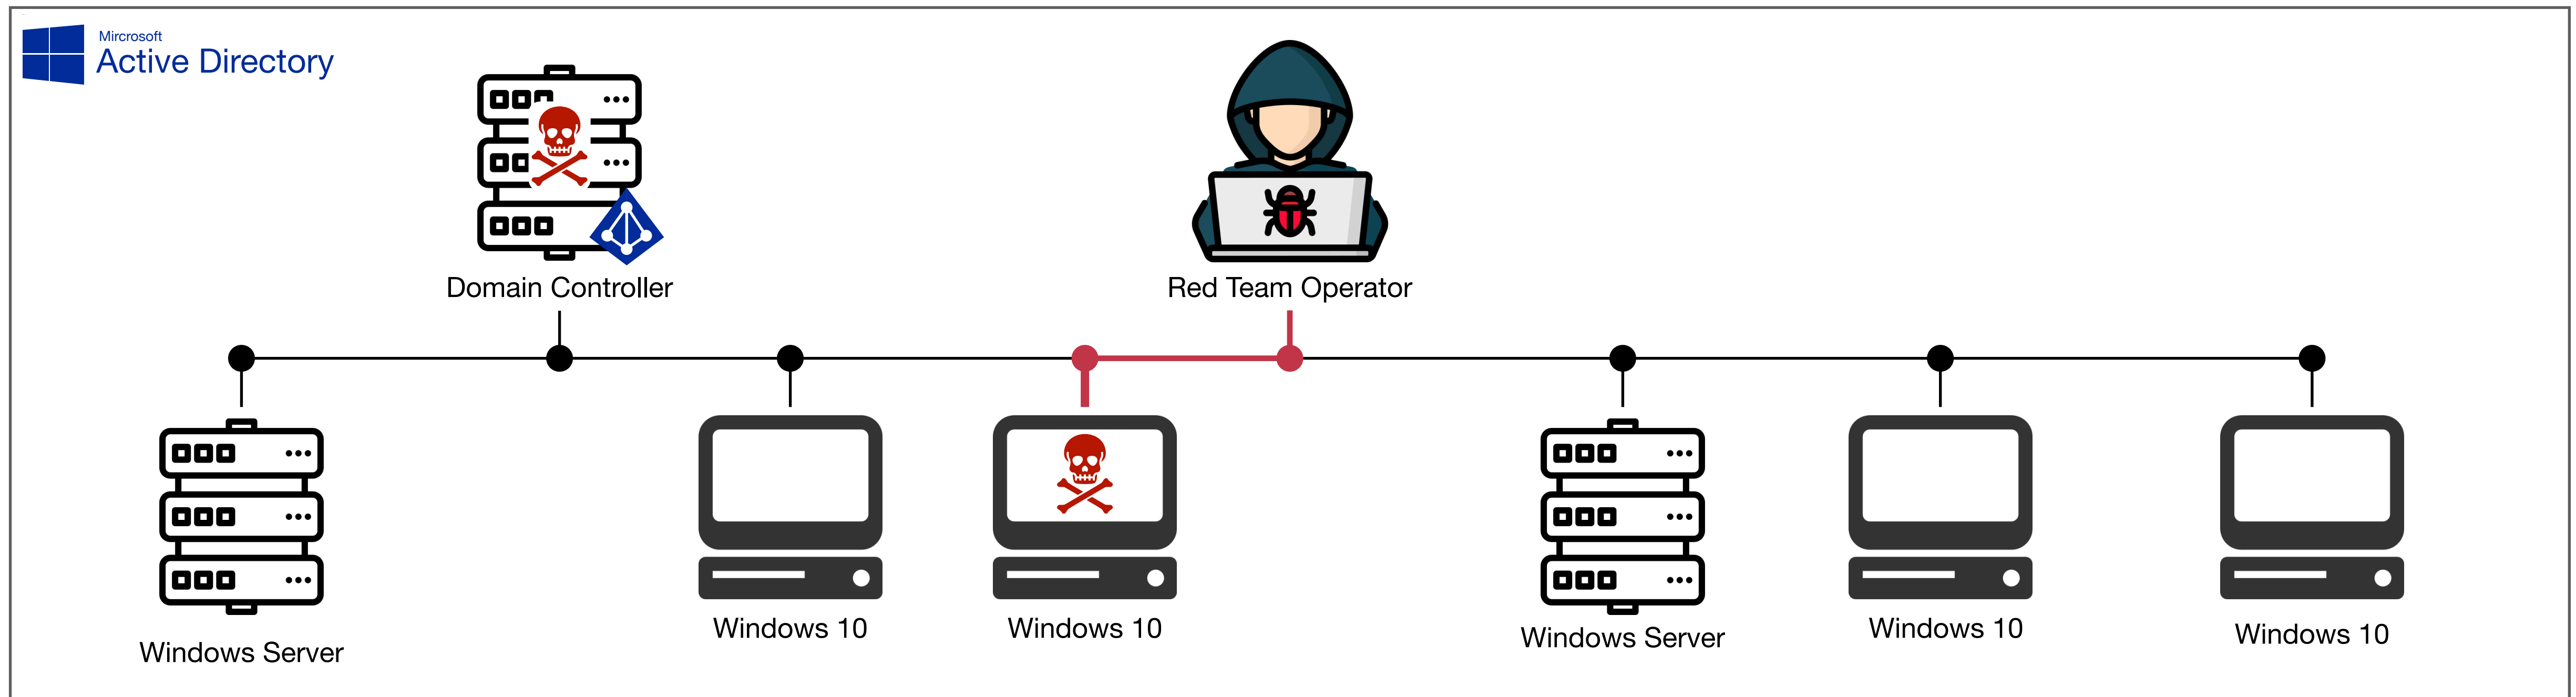 Mircrosoft
Active Directory
Domain Controller
Red Team Operator
Windows Server
Windows 10
Windows 10
Windows Server
Windows 10
Windows 10